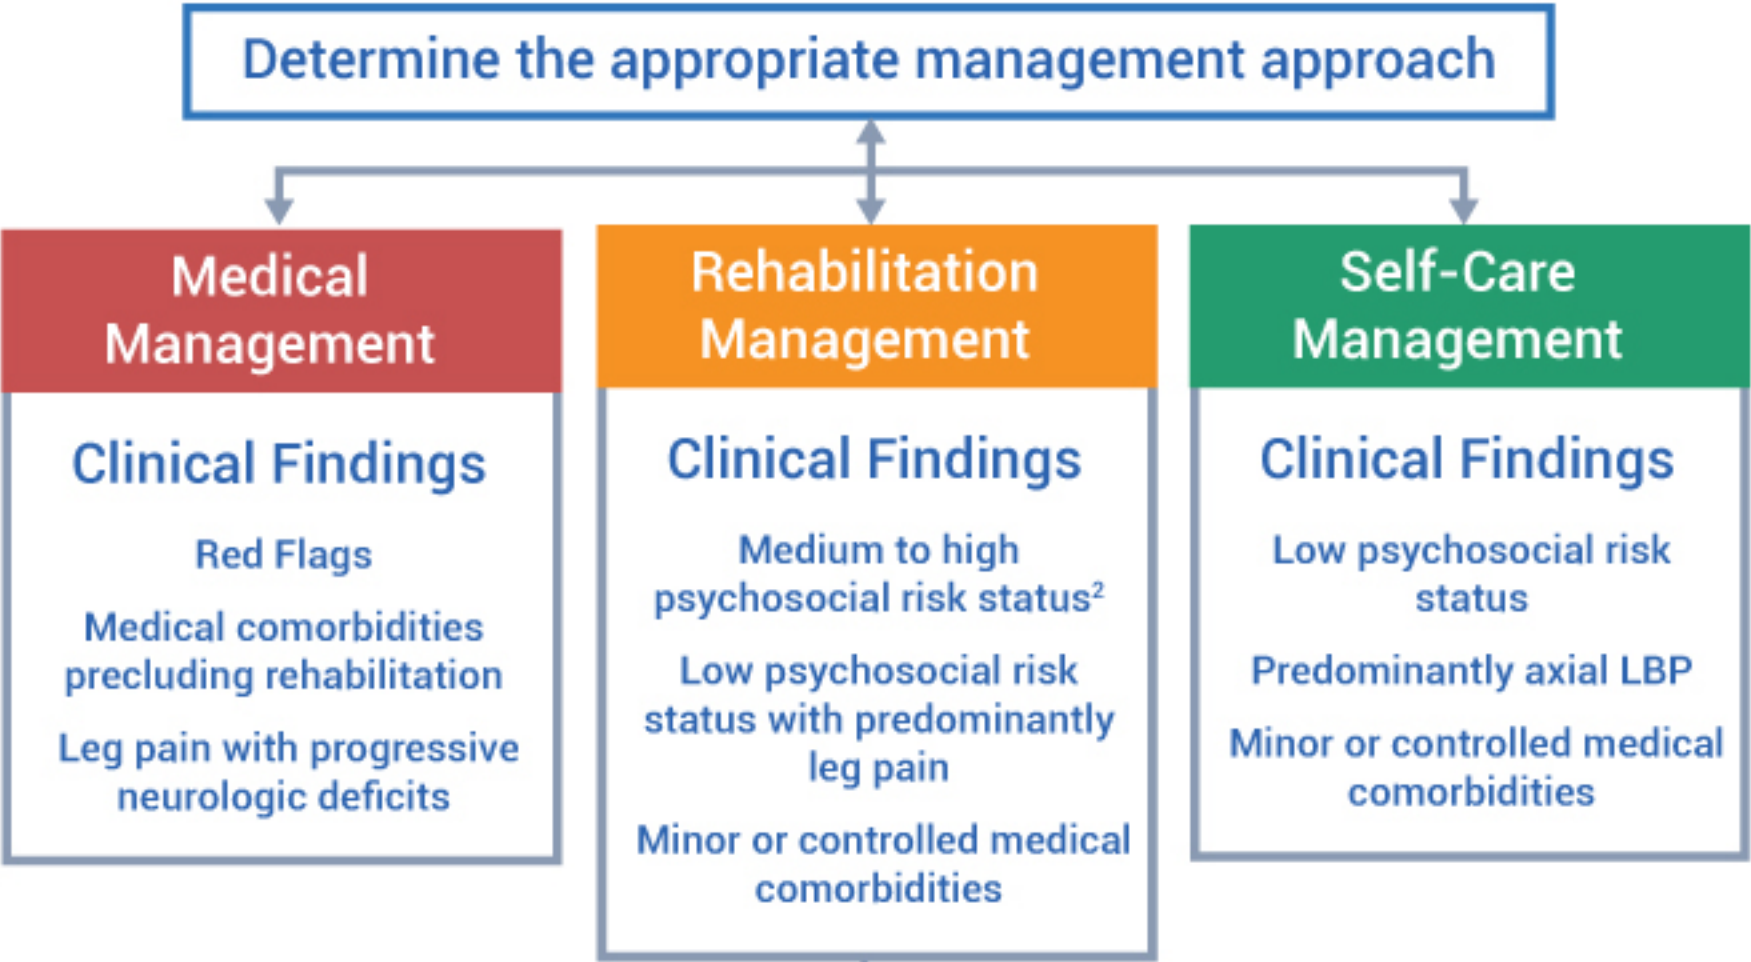 Determine the appropriate management approach
Medical
Management
Clinical Findings
Red Flags
Medical comorbidities
precluding rehabilitation
Leg pain with progressive
neurologic deficits
Rehabilitation
Management
Clinical Findings
Medium to high
psychosocial risk status²
Low psychosocial risk
status with predominantly
leg pain
Minor or controlled medical
comorbidities
Self-Care
Management
Clinical Findings
Low psychosocial risk
status
Predominantly axial LBP
Minor or controlled medical
comorbidities